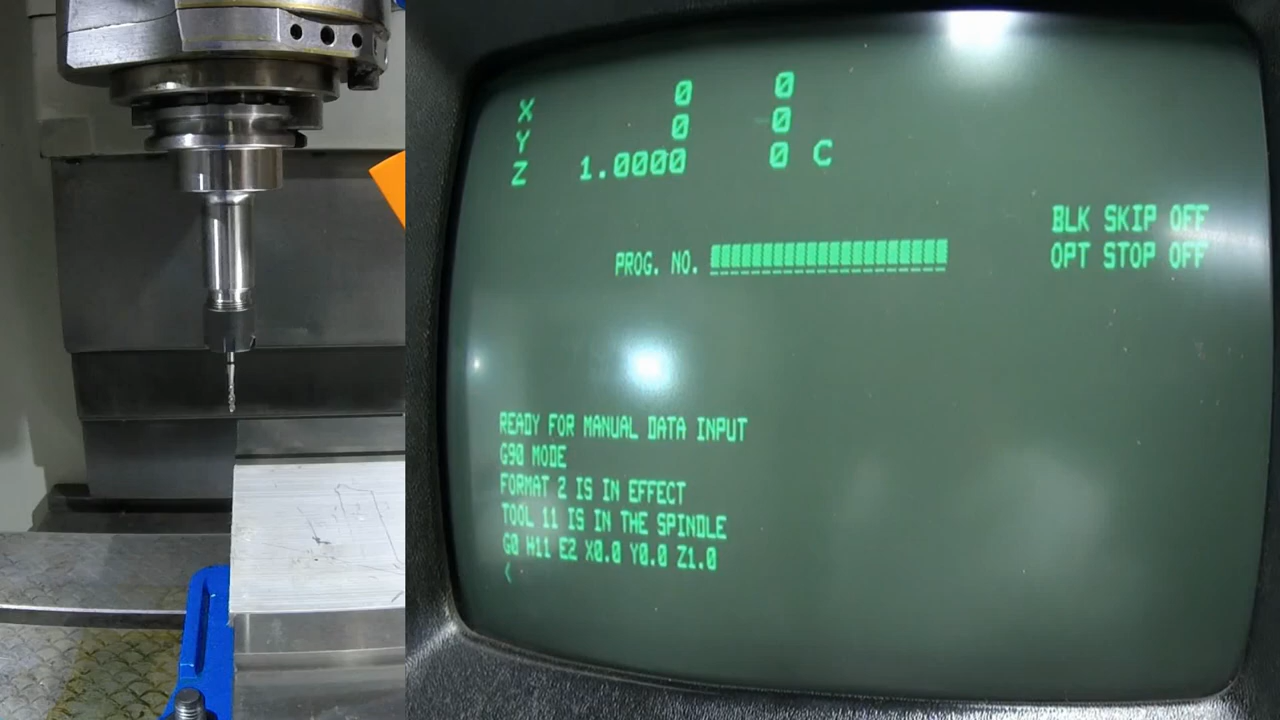 X 0 0
Y 0 0
Z 1.0000 0 C
BLK SKIP OFF
PROG. NO.
OPT STOP OFF
READY FOR MANUAL DATA INPUT
G90 MODE
FORMAT 2 IS IN EFFECT
TOOL 11 IS IN THE SPINDLE
G0 H11 E2 X0.0 Y0.0 Z1.0
<